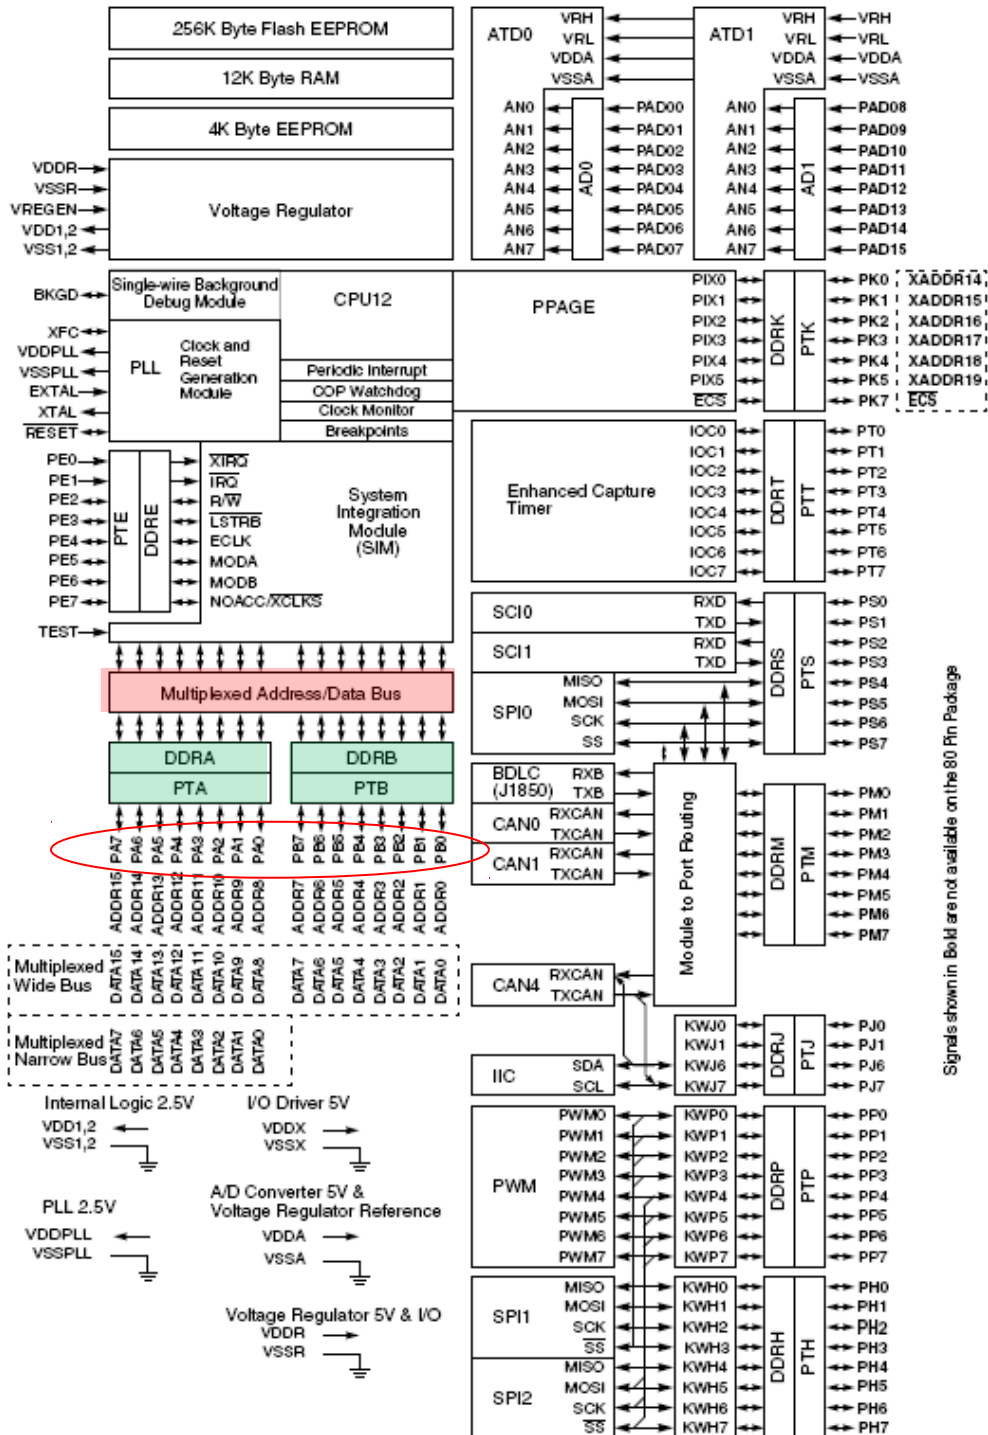 256K Byte Flash EEPROM
12K Byte RAM
4K Byte EEPROM
VDDR
VSSR
VREGEN
VDD1,2
VSS1,2
Voltage Regulator
ATD0
VRH
VRL
VDDA
VSSA
AN0 PAD00
AN1 PAD01
AN2 PAD02
AN3 PAD03
AN4 PAD04
AN5 PAD05
AN6 PAD06
AN7 PAD07
AD0
ATD1
VRH VRH
VRL VRL
VDDA VDDA
VSSA VSSA
AN0 PAD08
AN1 PAD09
AN2 PAD10
AN3 PAD11
AN4 PAD12
AN5 PAD13
AN6 PAD14
AN7 PAD15
AD1
BKGD
Single-wire Background
Debug Module
CPU12
XFC
VDDPLL
VSSPLL
EXTAL
XTAL
RESET
PLL
Clock and
Reset
Generation
Module
Periodic Interrupt
COP Watchdog
Clock Monitor
Breakpoints
PPAGE
PIX0 PK0 XADDR14
PIX1 PK1 XADDR15
PIX2 PK2 XADDR16
PIX3 PK3 XADDR17
PIX4 PK4 XADDR18
PIX5 PK5 XADDR19
ECS PK7 ECS
DDRK
PTK
PE0 XIRQ
PE1 IRQ
PE2 R/W
PE3 LSTRB
PE4 ECLK
PE5 MODA
PE6 MODB
PE7 NOACC/XCLKS
PTE
DDRE
TEST
System
Integration
Module
(SIM)
Enhanced Capture
Timer
IOC0 PT0
IOC1 PT1
IOC2 PT2
IOC3 PT3
IOC4 PT4
IOC5 PT5
IOC6 PT6
IOC7 PT7
DDRT
PTT
Multiplexed Address/Data Bus
DDRA
PTA
DDRB
PTB
PA7 PA6 PA5 PA4 PA3 PA2 PA1 PA0 PB7 PB6 PB5 PB4 PB3 PB2 PB1 PB0
ADDR15 ADDR14 ADDR13 ADDR12 ADDR11 ADDR10 ADDR9 ADDR8 ADDR7 ADDR6 ADDR5 ADDR4 ADDR3 ADDR2 ADDR1 ADDR0
Multiplexed
Wide Bus
DATA15 DATA14 DATA13 DATA12 DATA11 DATA10 DATA9 DATA8 DATA7 DATA6 DATA5 DATA4 DATA3 DATA2 DATA1 DATA0
Multiplexed
Narrow Bus
DATA7 DATA6 DATA5 DATA4 DATA3 DATA2 DATA1 DATA0
SCI0
RXD PS0
TXD PS1
SCI1
RXD PS2
TXD PS3
SPI0
MISO PS4
MOSI PS5
SCK PS6
SS PS7
DDRS
PTS
BDLC
(J1850)
RXB
TXB
CAN0
RXCAN
TXCAN
CAN1
RXCAN
TXCAN
CAN4
RXCAN
TXCAN
Module to Port Routing
DDRM
PTM
PM0
PM1
PM2
PM3
PM4
PM5
PM6
PM7
IIC
SDA
SCL
KWJ0 PJ0
KWJ1 PJ1
KWJ6 PJ6
KWJ7 PJ7
DDRJ
PTJ
PWM
PWM0 KWP0 PP0
PWM1 KWP1 PP1
PWM2 KWP2 PP2
PWM3 KWP3 PP3
PWM4 KWP4 PP4
PWM5 KWP5 PP5
PWM6 KWP6 PP6
PWM7 KWP7 PP7
DDRP
PTP
SPI1
MISO KWH0 PH0
MOSI KWH1 PH1
SCK KWH2 PH2
SS KWH3 PH3
SPI2
MISO KWH4 PH4
MOSI KWH5 PH5
SCK KWH6 PH6
SS KWH7 PH7
DDRH
PTH
Internal Logic 2.5V
VDD1,2
VSS1,2
I/O Driver 5V
VDDX
VSSX
PLL 2.5V
VDDPLL
VSSPLL
A/D Converter 5V &
Voltage Regulator Reference
VDDA
VSSA
Voltage Regulator 5V & I/O
VDDR
VSSR
Signals shown in Bold are not available on the 80 Pin Package